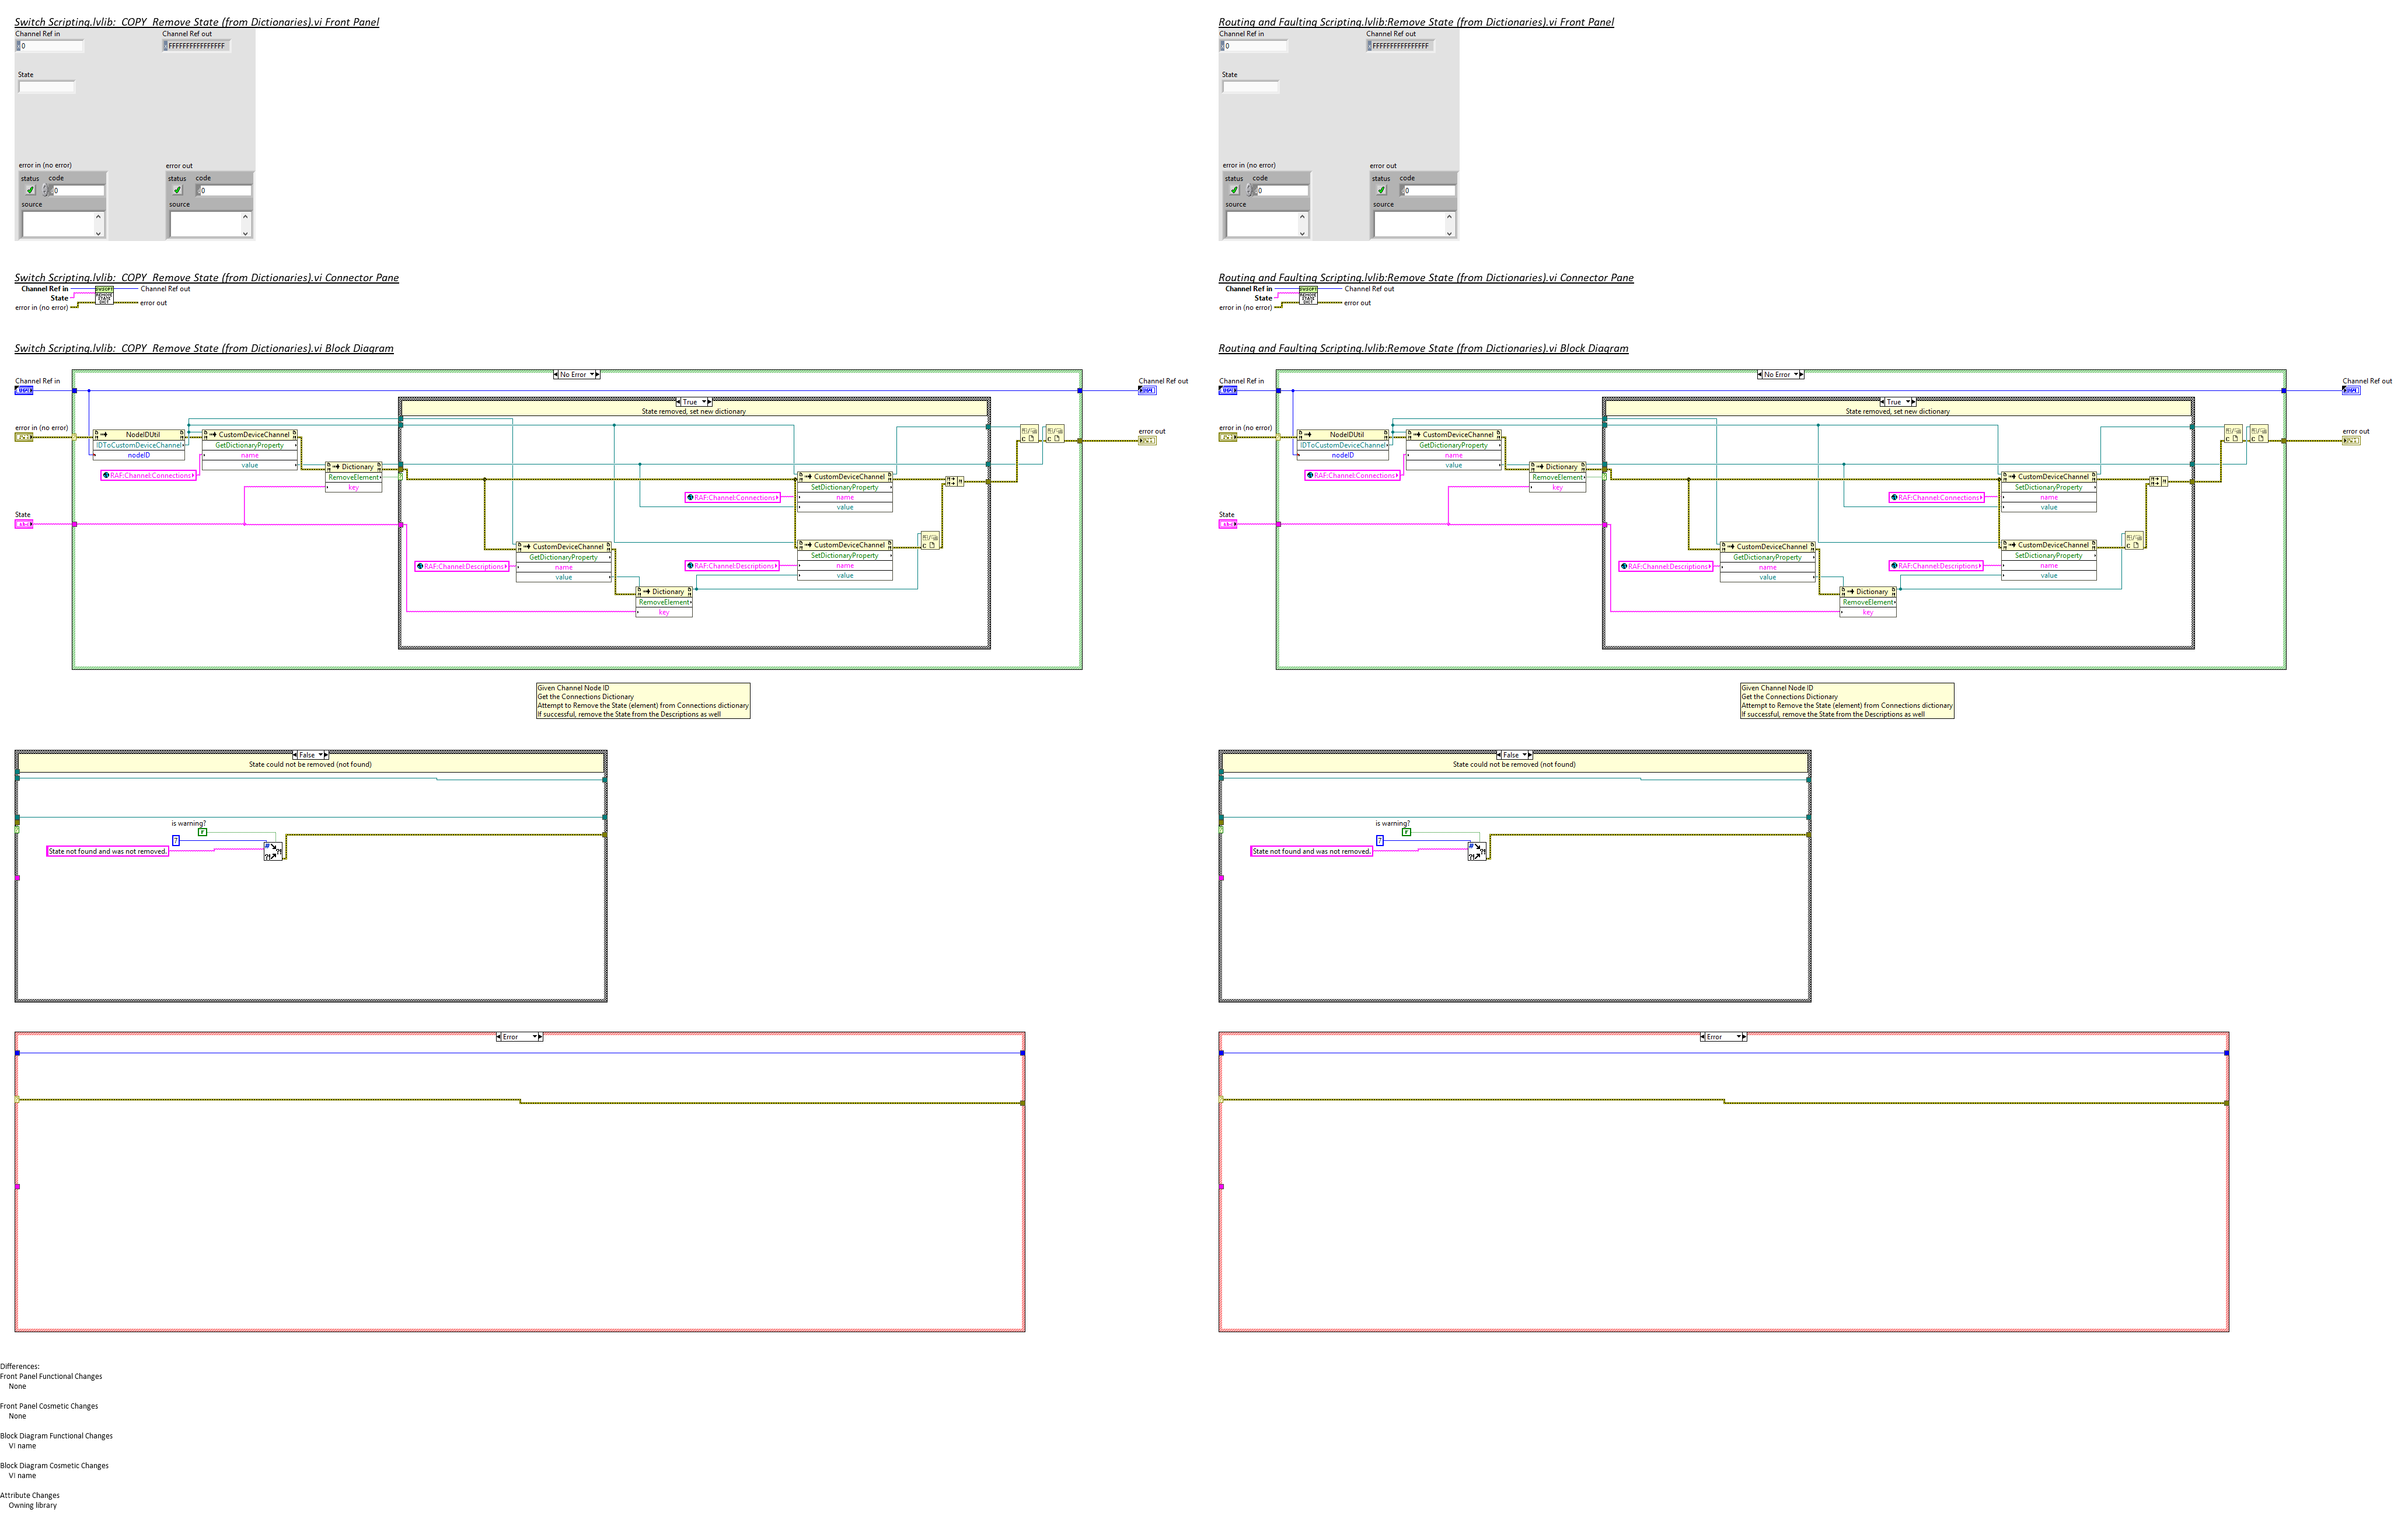 Switch Scripting.lvlib:_COPY_Remove State (from Dictionaries).vi Front Panel
Channel Ref in
Channel Ref out
0
FFFFFFFFFFFFFFFF
State
error in (no error)
error out
status code
0
status code
0
source
source
Switch Scripting.lvlib:_COPY_Remove State (from Dictionaries).vi Connector Pane
Channel Ref in
Channel Ref out
State
error in (no error)
error out
REMOVE
STATE
DICT
Switch Scripting.lvlib:_COPY_Remove State (from Dictionaries).vi Block Diagram
No Error
Channel Ref in
Channel Ref out
True
State removed, set new dictionary
error in (no error)
error out
NodeIDUtil
IDToCustomDeviceChannel
nodeID
CustomDeviceChannel
GetDictionaryProperty
name
value
RAF:Channel:Connections
Dictionary
RemoveElement
key
CustomDeviceChannel
SetDictionaryProperty
name
value
RAF:Channel:Connections
State
abc
CustomDeviceChannel
GetDictionaryProperty
name
value
RAF:Channel:Descriptions
CustomDeviceChannel
SetDictionaryProperty
name
value
RAF:Channel:Descriptions
Dictionary
RemoveElement
key
Given Channel Node ID
Get the Connections Dictionary
Attempt to Remove the State (element) from Connections dictionary
If successful, remove the State from the Descriptions as well
False
State could not be removed (not found)
is warning?
F
7
State not found and was not removed.
Error
Routing and Faulting Scripting.lvlib:Remove State (from Dictionaries).vi Front Panel
Channel Ref in
Channel Ref out
0
FFFFFFFFFFFFFFFF
State
error in (no error)
error out
status code
0
status code
0
source
source
Routing and Faulting Scripting.lvlib:Remove State (from Dictionaries).vi Connector Pane
Channel Ref in
Channel Ref out
State
error in (no error)
error out
REMOVE
STATE
DICT
Routing and Faulting Scripting.lvlib:Remove State (from Dictionaries).vi Block Diagram
No Error
Channel Ref in
Channel Ref out
True
State removed, set new dictionary
error in (no error)
error out
NodeIDUtil
IDToCustomDeviceChannel
nodeID
CustomDeviceChannel
GetDictionaryProperty
name
value
RAF:Channel:Connections
Dictionary
RemoveElement
key
CustomDeviceChannel
SetDictionaryProperty
name
value
RAF:Channel:Connections
State
abc
CustomDeviceChannel
GetDictionaryProperty
name
value
RAF:Channel:Descriptions
CustomDeviceChannel
SetDictionaryProperty
name
value
RAF:Channel:Descriptions
Dictionary
RemoveElement
key
Given Channel Node ID
Get the Connections Dictionary
Attempt to Remove the State (element) from Connections dictionary
If successful, remove the State from the Descriptions as well
False
State could not be removed (not found)
is warning?
F
7
State not found and was not removed.
Error
Differences:
Front Panel Functional Changes
None
Front Panel Cosmetic Changes
None
Block Diagram Functional Changes
VI name
Block Diagram Cosmetic Changes
VI name
Attribute Changes
Owning library